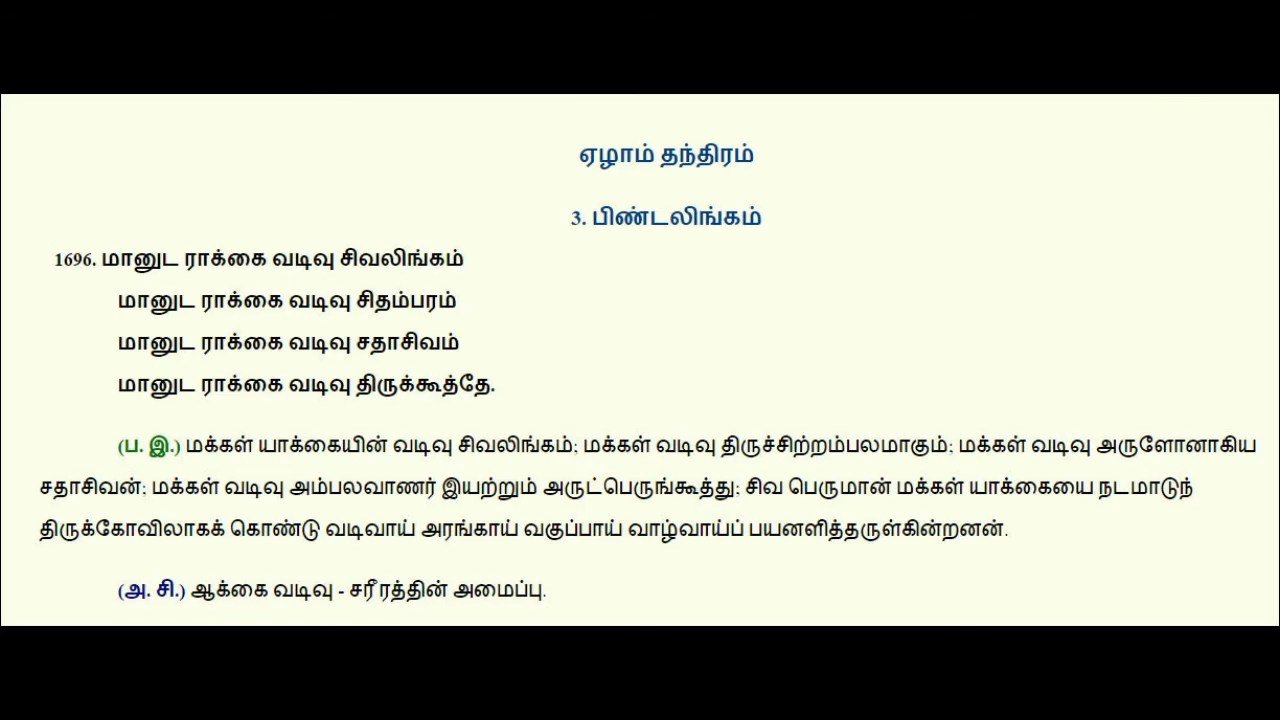 ஏழாம் தந்திரம்
3. பிண்டலிங்கம்
1696. மானுட ராக்கை வடிவு சிவலிங்கம்
மானுட ராக்கை வடிவு சிதம்பரம்
மானுட ராக்கை வடிவு சதாசிவம்
மானுட ராக்கை வடிவு திருக்கூத்தே.
(ப. இ.) மக்கள் யாக்கையின் வடிவு சிவலிங்கம்; மக்கள் வடிவு திருச்சிற்றம்பலமாகும்; மக்கள் வடிவு அருளோனாகிய
சதாசிவன்; மக்கள் வடிவு அம்பலவாணர் இயற்றும் அருட்பெருங்கூத்து; சிவ பெருமான் மக்கள் யாக்கையை நடமாடுந்
திருக்கோவிலாகக் கொண்டு வடிவாய் அரங்காய் வகுப்பாய் வாழ்வாய்ப் பயனளித்தருள்கின்றனன்.
(அ. சி.) ஆக்கை வடிவு - சரீரத்தின் அமைப்பு.